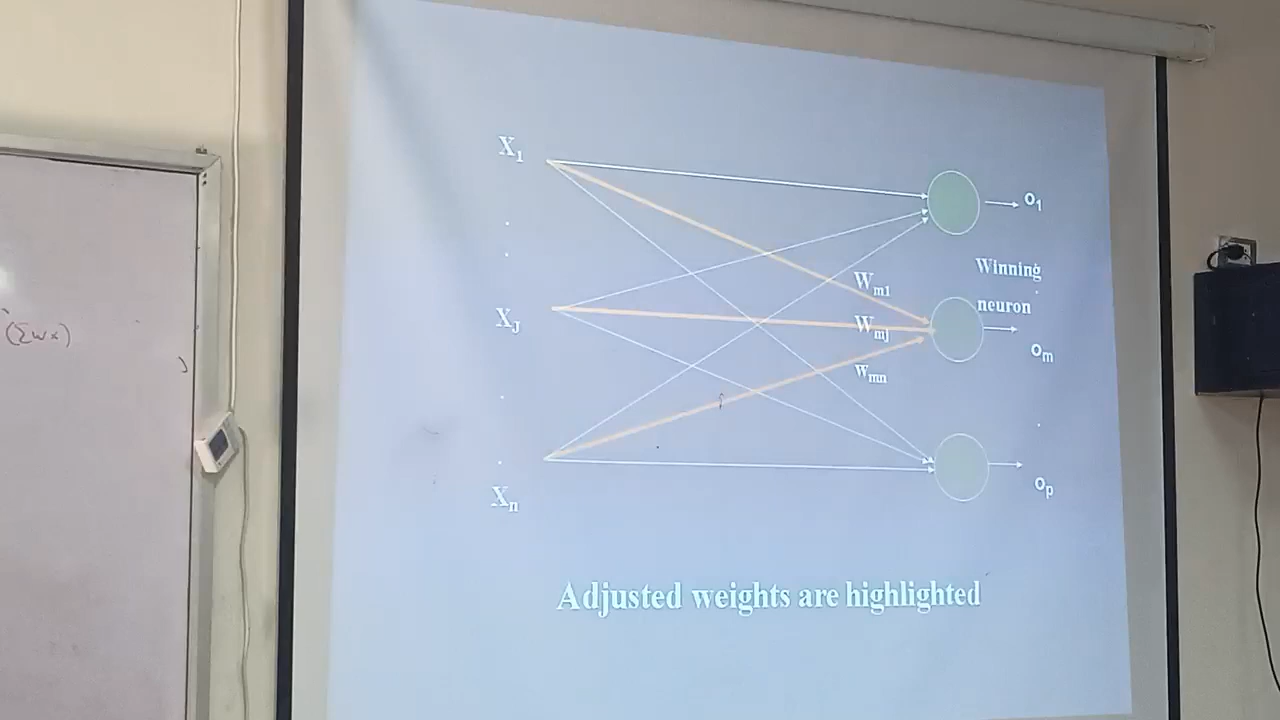 X1
o1
Winning
neuron
Wm1
XJ
Wmj
om
wmn
Xn
op
Adjusted weights are highlighted
(Σwx)